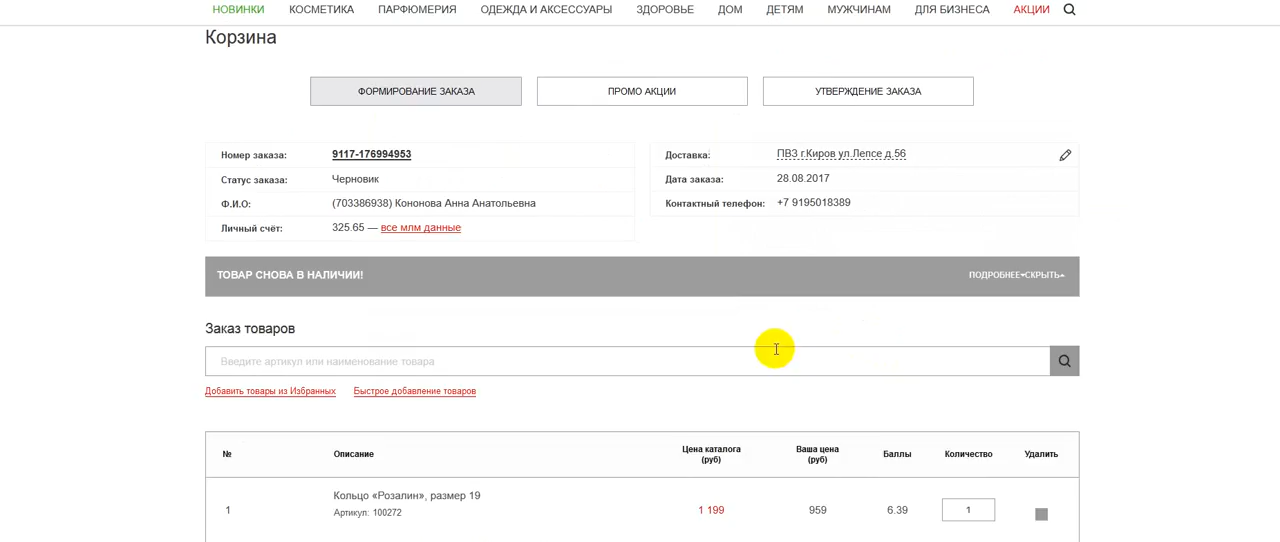 НОВИНКИ КОСМЕТИКА ПАРФЮМЕРИЯ ОДЕЖДА И АКСЕССУАРЫ ЗДОРОВЬЕ ДОМ ДЕТЯМ МУЖЧИНАМ ДЛЯ БИЗНЕСА АКЦИИ
Корзина
ФОРМИРОВАНИЕ ЗАКАЗА ПРОМО АКЦИИ УТВЕРЖДЕНИЕ ЗАКАЗА
Номер заказа: 9117-176994953 Доставка: ПВЗ г.Киров ул.Лепсе д.56
Статус заказа: Черновик Дата заказа: 28.08.2017
Ф.И.О: (703386938) Кононова Анна Анатольевна Контактный телефон: +7 9195018389
Личный счёт: 325.65 — все млм данные
ТОВАР СНОВА В НАЛИЧИИ! ПОДРОБНЕЕ СКРЫТЬ
Заказ товаров
Введите артикул или наименование товара
Добавить товары из Избранных Быстрое добавление товаров
№ Описание Цена каталога (руб) Ваша цена (руб) Баллы Количество Удалить
Кольцо «Розалин», размер 19
1 1 199 959 6.39 1
Артикул: 100272